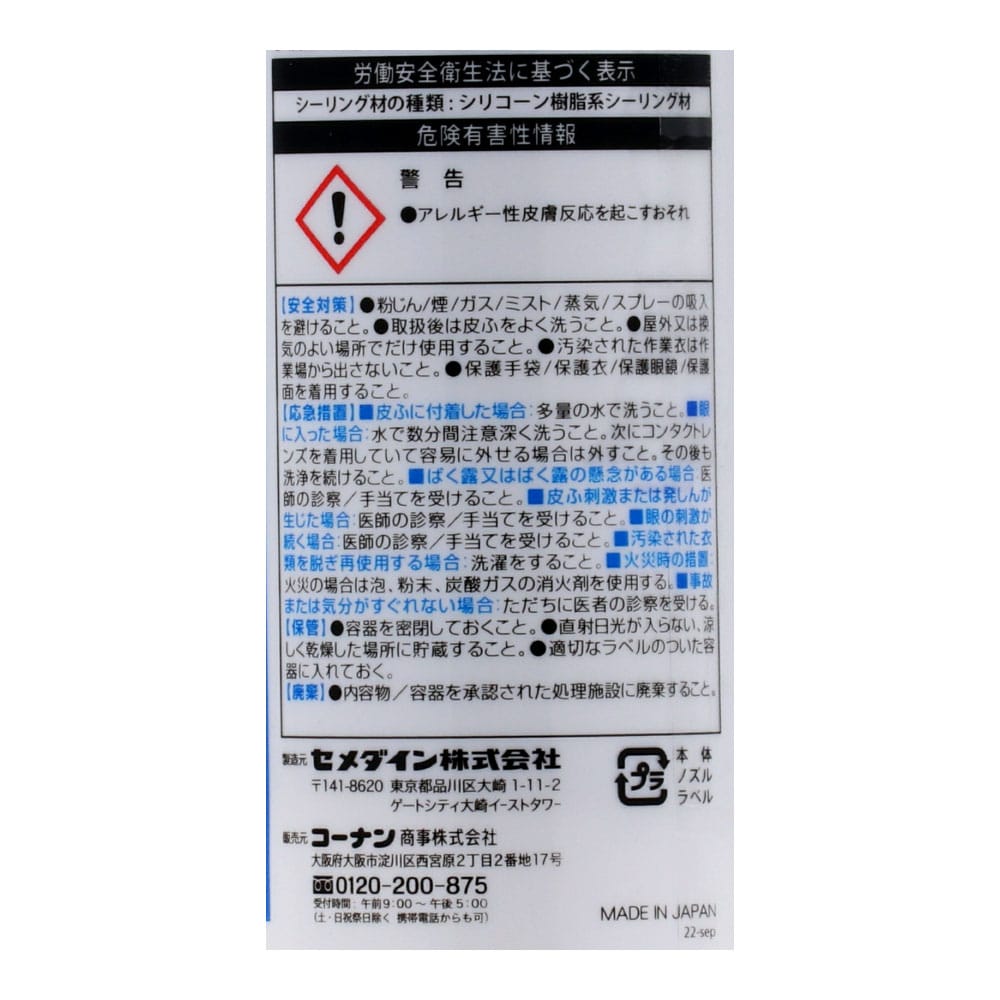 労働安全衛生法に基づく表示
シーリング材の種類：シリコーン樹脂系シーリング材
危険有害性情報
警 告
●アレルギー性皮膚反応を起こすおそれ
【安全対策】●粉じん/煙/ガス/ミスト/蒸気/スプレーの吸入
を避けること。●取扱後は皮ふをよく洗うこと。●屋外又は換
気のよい場所でだけ使用すること。●汚染された作業衣は作
業場から出さないこと。●保護手袋/保護衣/保護眼鏡/保護
面を着用すること。
【応急措置】■皮ふに付着した場合：多量の水で洗うこと。■眼
に入った場合：水で数分間注意深く洗うこと。次にコンタクトレ
ンズを着用していて容易に外せる場合は外すこと。その後も
洗浄を続けること。■ばく露又はばく露の懸念がある場合：医
師の診察／手当てを受けること。■皮ふ刺激または発しんが
生じた場合：医師の診察／手当てを受けること。■眼の刺激が
続く場合：医師の診察／手当てを受けること。■汚染された衣
類を脱ぎ再使用する場合：洗濯をすること。■火災時の措置：
火災の場合は泡、粉末、炭酸ガスの消火剤を使用する。■事故
または気分がすぐれない場合：ただちに医者の診察を受ける。
【保管】●容器を密閉しておくこと。●直射日光が入らない、涼
しく乾燥した場所に貯蔵すること。●適切なラベルのついた容
器に入れておく。
【廃棄】●内容物／容器を承認された処理施設に廃棄すること。
製造元 セメダイン株式会社
〒141-8620 東京都品川区大崎 1-11-2
ゲートシティ大崎イーストタワー
プラ
本体
ノズル
ラベル
販売元 コーナン商事株式会社
大阪府大阪市淀川区西宮原2丁目2番地17号
0120-200-875
受付時間：午前9:00～午後5:00
（土・日祝祭日除く 携帯電話からも可）
MADE IN JAPAN
22-sep